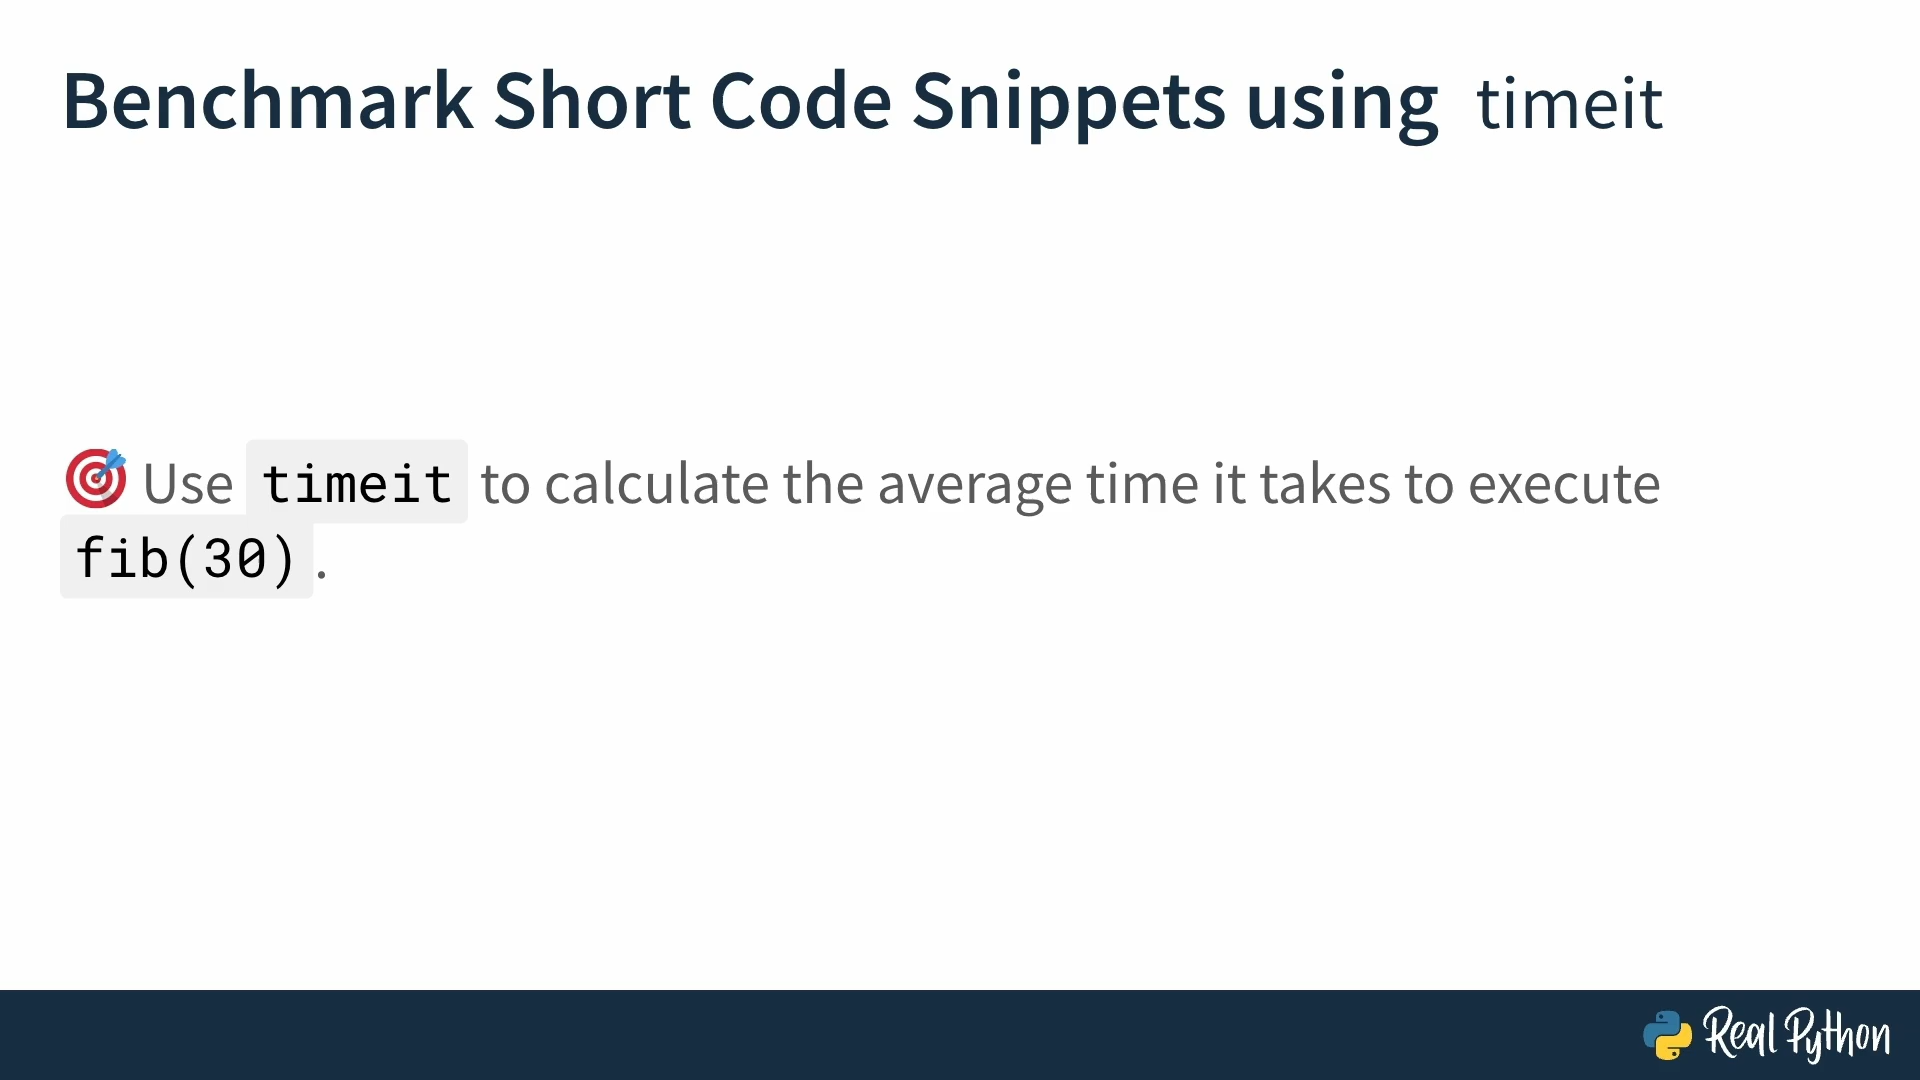 Benchmark Short Code Snippets using timeit
🎯 Use timeit to calculate the average time it takes to execute
fib(30).
Real Python